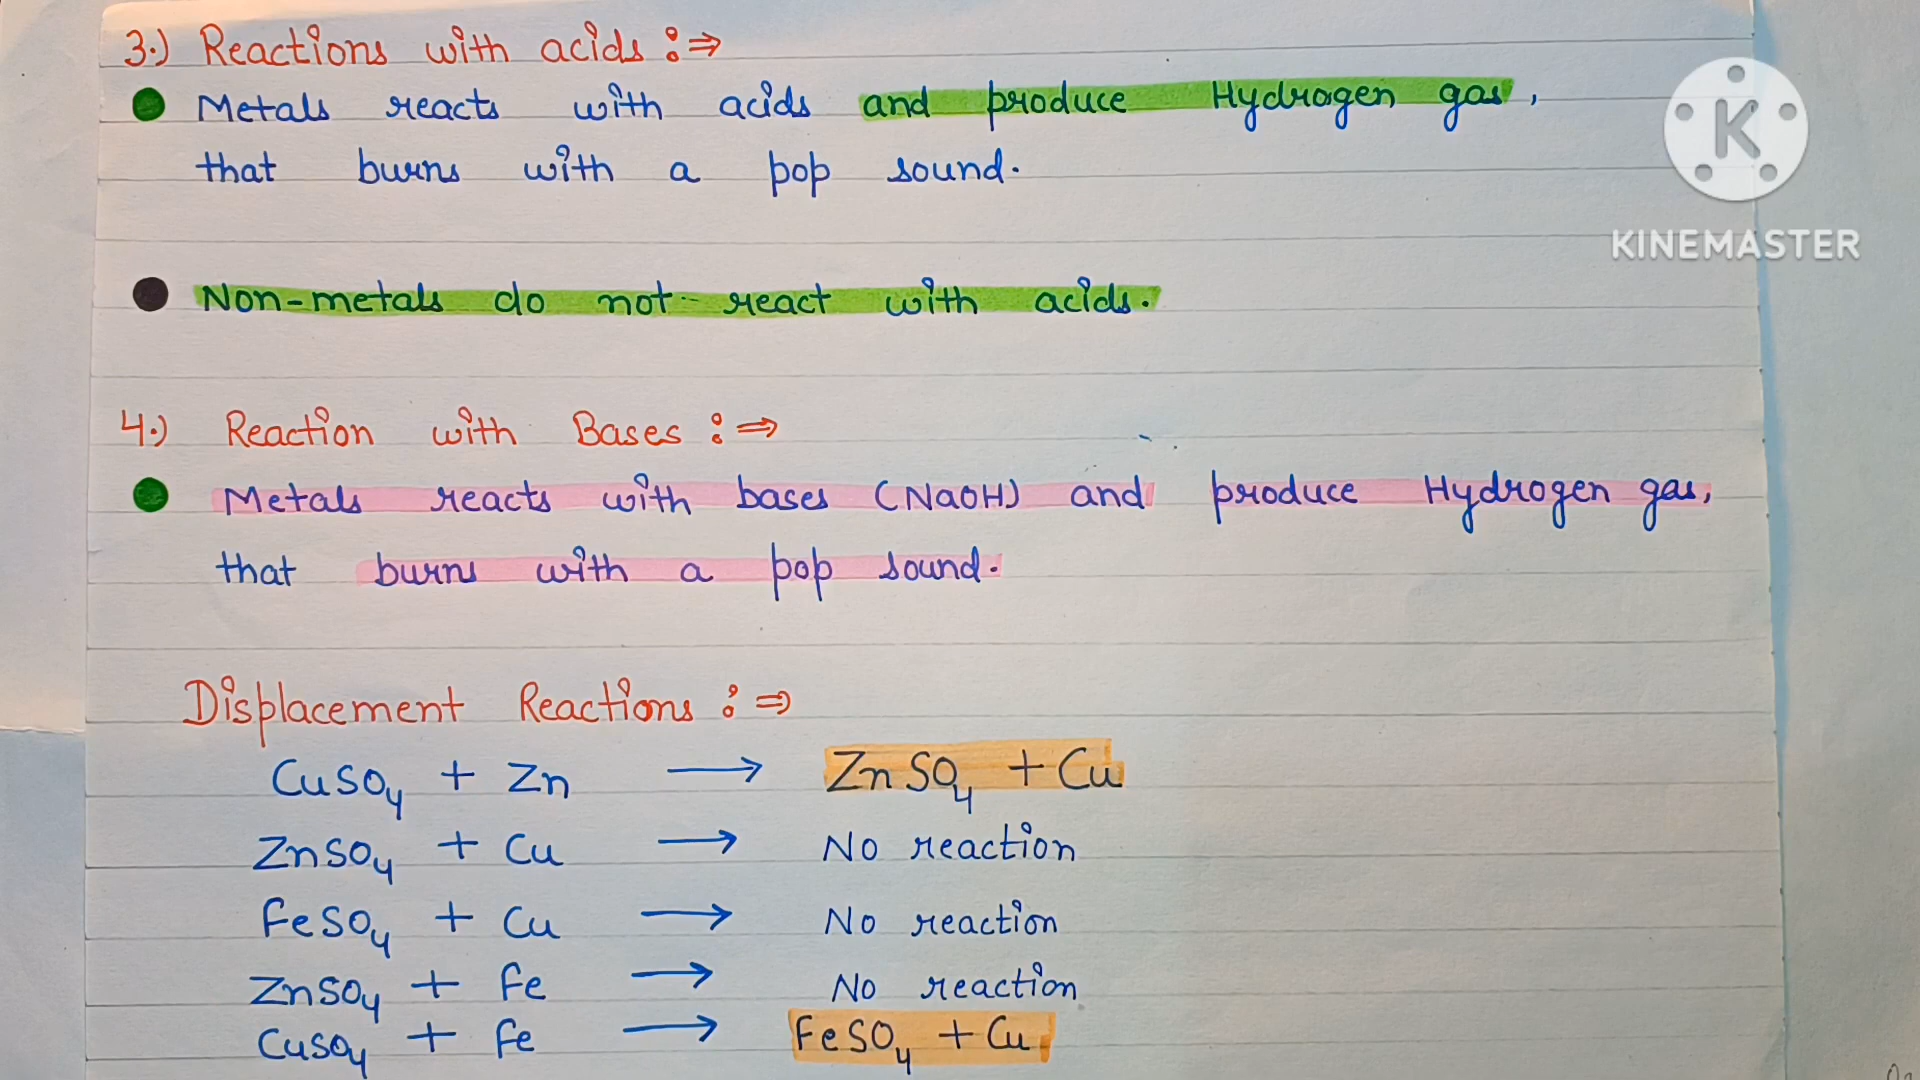 3.) Reactions with acids :⇒
● Metals reacts with acids and produce Hydrogen gas,
that burns with a pop sound.
KINEMASTER
● Non-metals do not react with acids.
4.) Reaction with Bases :⇒
● Metals reacts with bases (NaOH) and produce Hydrogen gas,
that burns with a pop sound.
Displacement Reactions :⇒
CuSO₄ + Zn → ZnSO₄ + Cu
ZnSO₄ + Cu → No reaction
FeSO₄ + Cu → No reaction
ZnSO₄ + Fe → No reaction
CuSO₄ + Fe → FeSO₄ + Cu